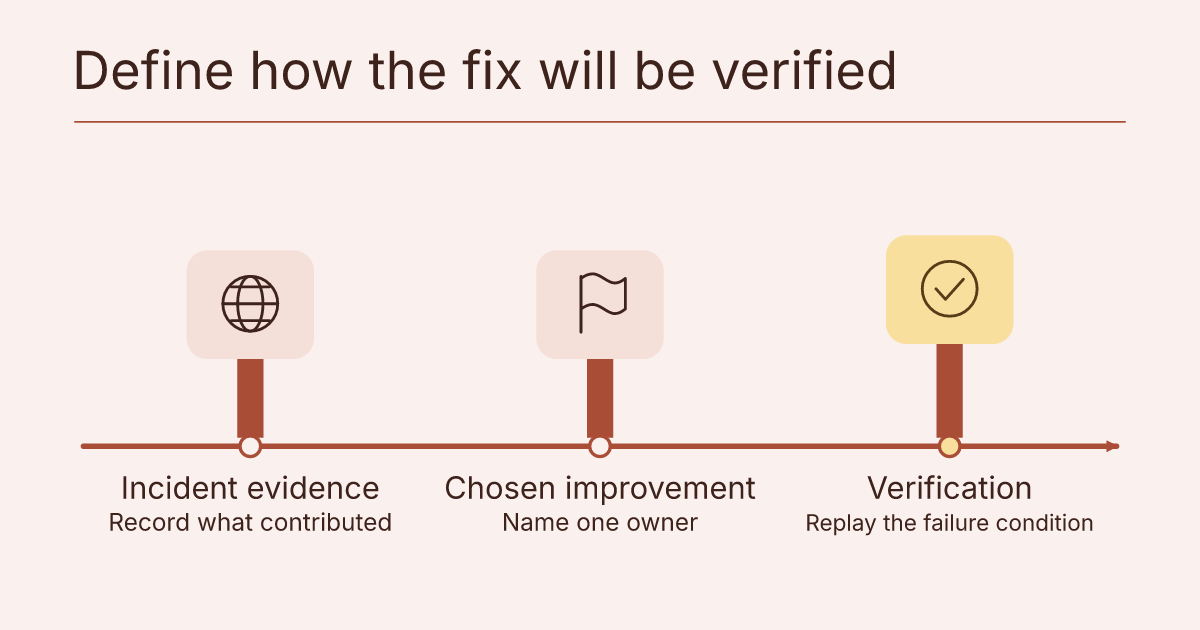 Define how the fix will be verified
Incident evidence
Record what contributed
Chosen improvement
Name one owner
Verification
Replay the failure condition